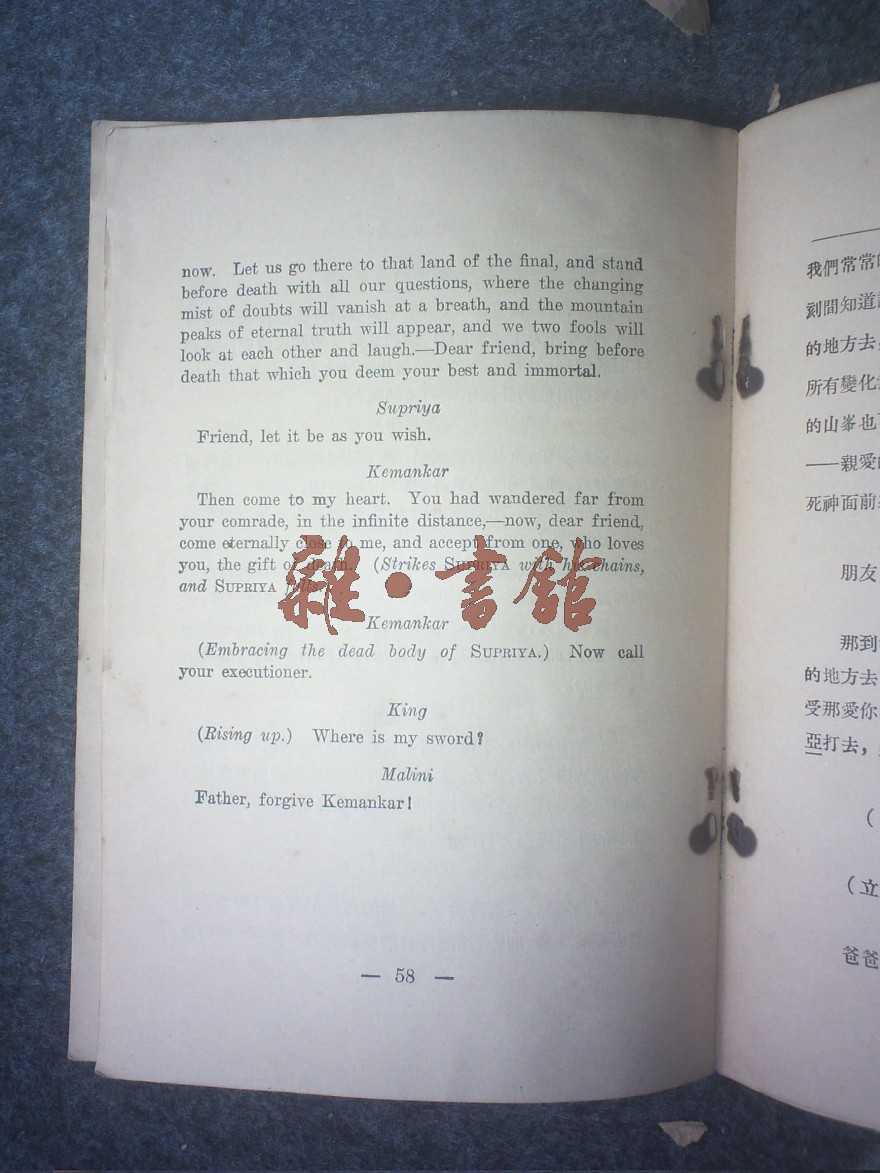 now. Let us go there to that land of the final, and stand
before death with all our questions, where the changing
mist of doubts will vanish at a breath, and the mountain
peaks of eternal truth will appear, and we two fools will
look at each other and laugh.—Dear friend, bring before
death that which you deem your best and immortal.
Supriya
Friend, let it be as you wish.
Kemankar
Then come to my heart. You had wandered far from
your comrade, in the infinite distance,—now, dear friend,
come eternally close to me, and accept from one, who loves
you, the gift of death. (Strikes SUPRIYA with his chains,
and SUPRIYA falls.)
Kemankar
(Embracing the dead body of SUPRIYA.) Now call
your executioner.
King
(Rising up.) Where is my sword?
Malini
Father, forgive Kemankar!
— 58 —
雜·書館
我們常常的
刻間知道
的地方去
所有變化
的山峯也
——親愛的
死神面前
朋友
那到
的地方去
受那愛你
亞打去，
（
（立
爸爸